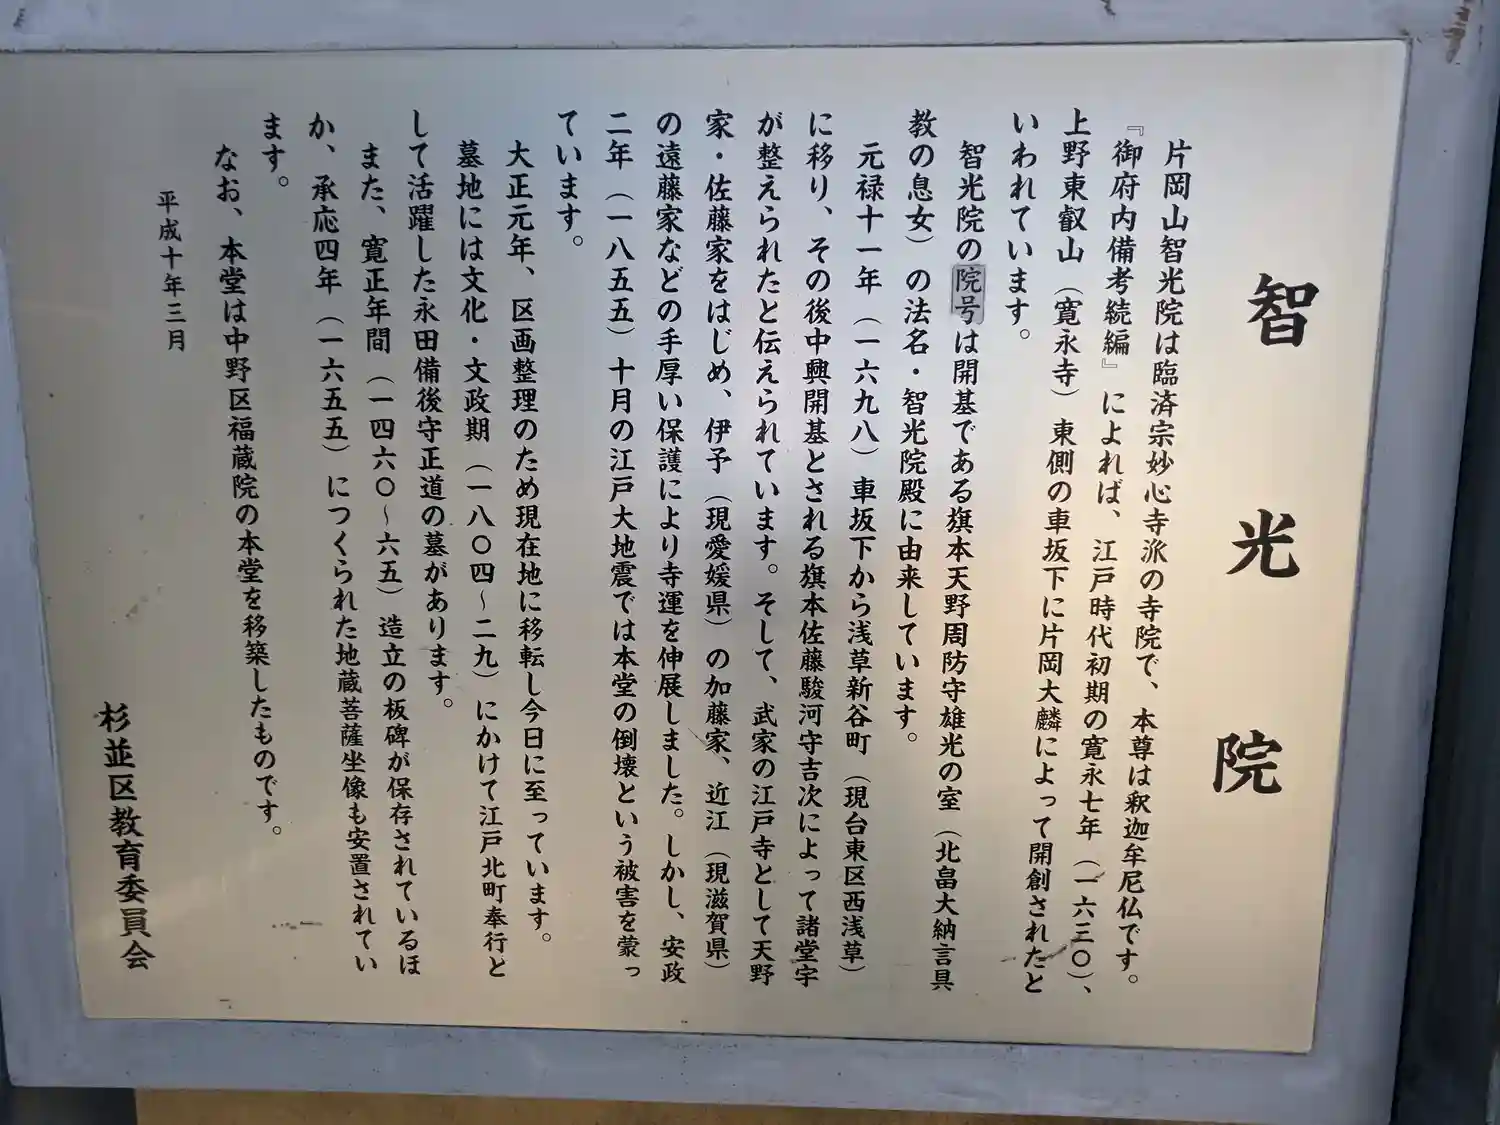 智光院
片岡山智光院は臨済宗妙心寺派の寺院で、本尊は釈迦牟尼仏です。
『御府内備考続編』によれば、江戸時代初期の寛永七年(一六三〇)、
上野東叡山(寛永寺)東側の車坂下に片岡大麟によって開創されたと
いわれています。
智光院の院号は開基である旗本天野周防守雄光の室(北畠大納言具
教の息女)の法名・智光院殿に由来しています。
元禄十一年(一六九八)車坂下から浅草新谷町(現台東区西浅草)
に移り、その後中興開基とされる旗本佐藤駿河守吉次によって諸堂宇
が整えられたと伝えられています。そして、武家の江戸寺として天野
家・佐藤家をはじめ、伊予(現愛媛県)の加藤家、近江(現滋賀県)
の遠藤家などの手厚い保護により寺運を伸展しました。しかし、安政
二年(一八五五)十月の江戸大地震では本堂の倒壊という被害を蒙っ
ています。
大正元年、区画整理のため現在地に移転し今日に至っています。
墓地には文化・文政期(一八〇四〜二九)にかけて江戸北町奉行と
して活躍した永田備後守正道の墓があります。
また、寛正年間(一四六〇〜六五)造立の板碑が保存されているほ
か、承応四年(一六五五)につくられた地蔵菩薩坐像も安置されてい
ます。
なお、本堂は中野区福蔵院の本堂を移築したものです。
平成十年三月
杉並区教育委員会